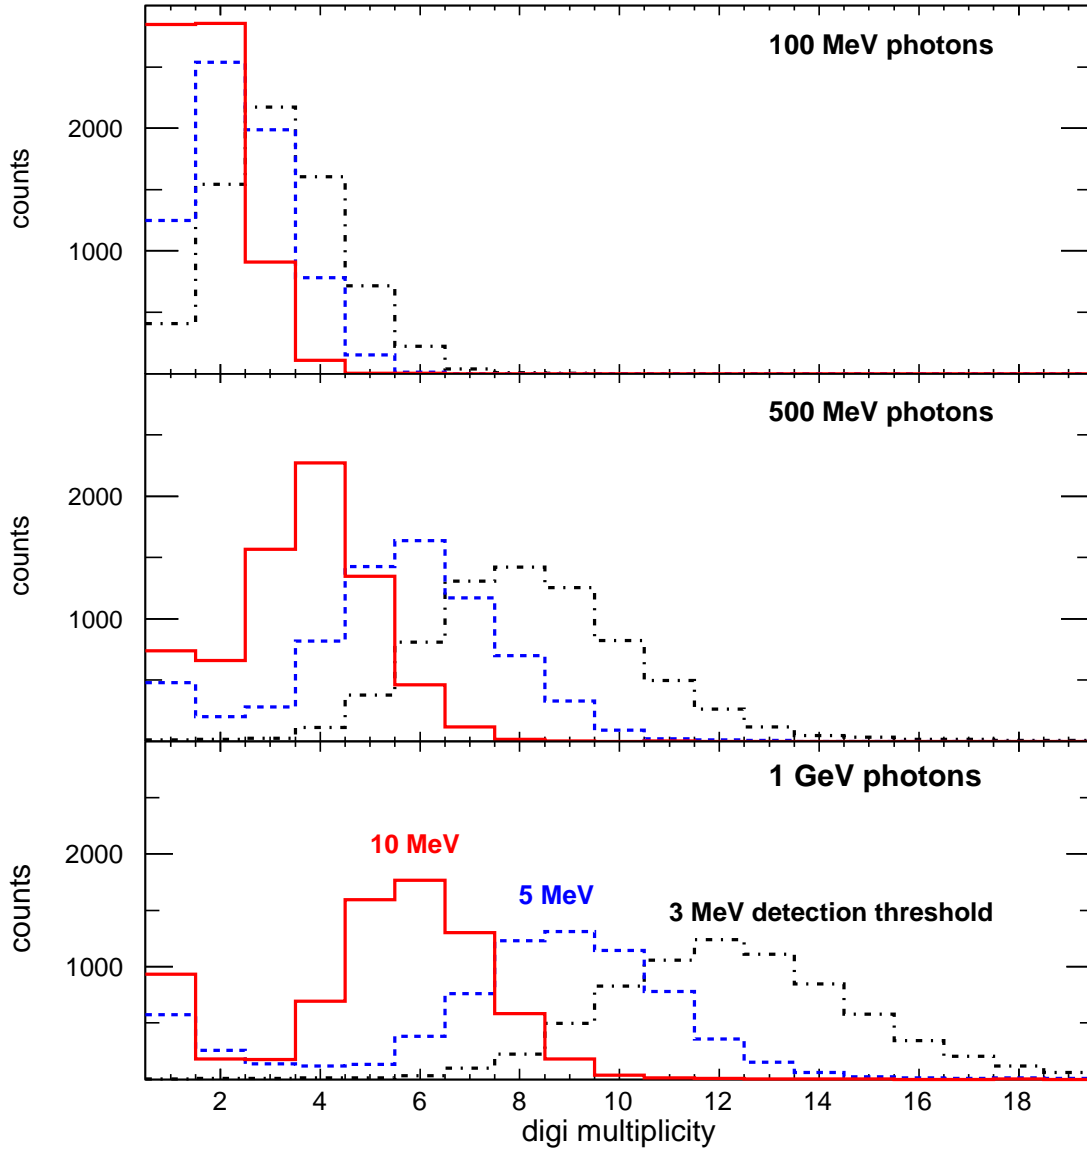 100 MeV photons
counts
2000
1000
500 MeV photons
counts
2000
1000
1 GeV photons
counts
2000
1000
10 MeV
5 MeV
3 MeV detection threshold
2 4 6 8 10 12 14 16 18
digi multiplicity